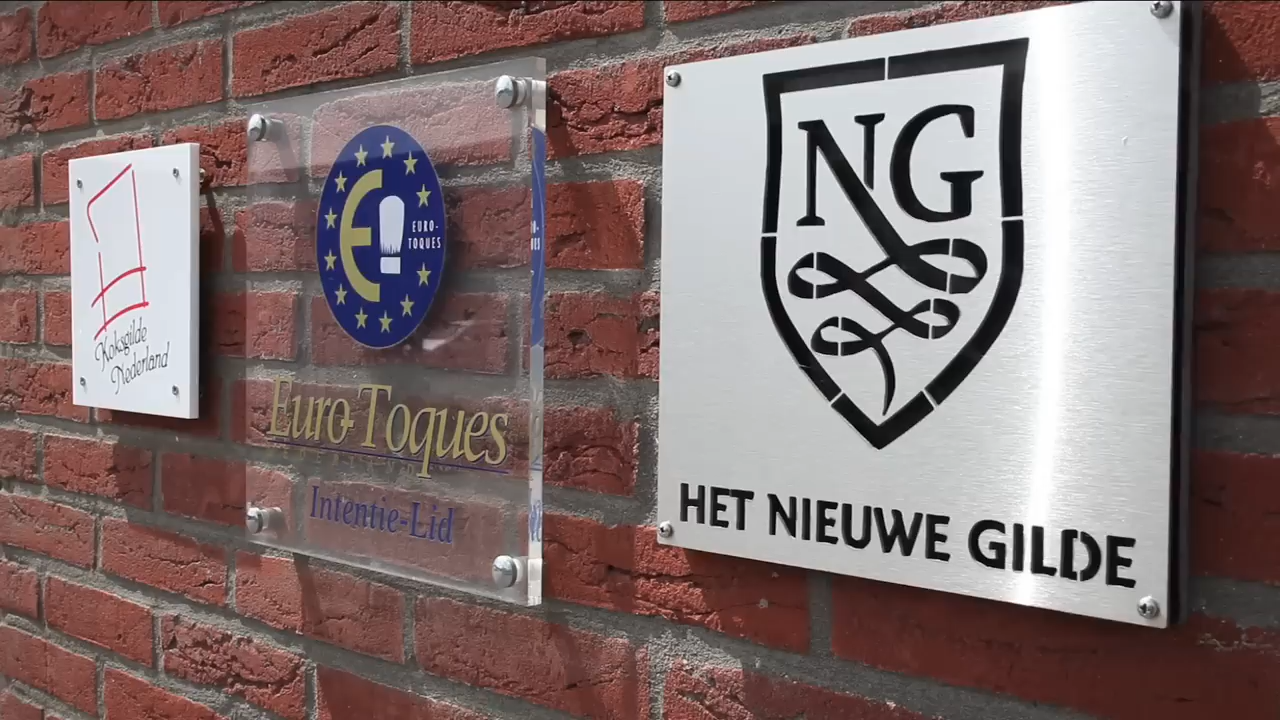 Koksgilde
Nederland
EURO-
TOQUES
Euro-Toques
Intentie-Lid
NG
HET NIEUWE GILDE